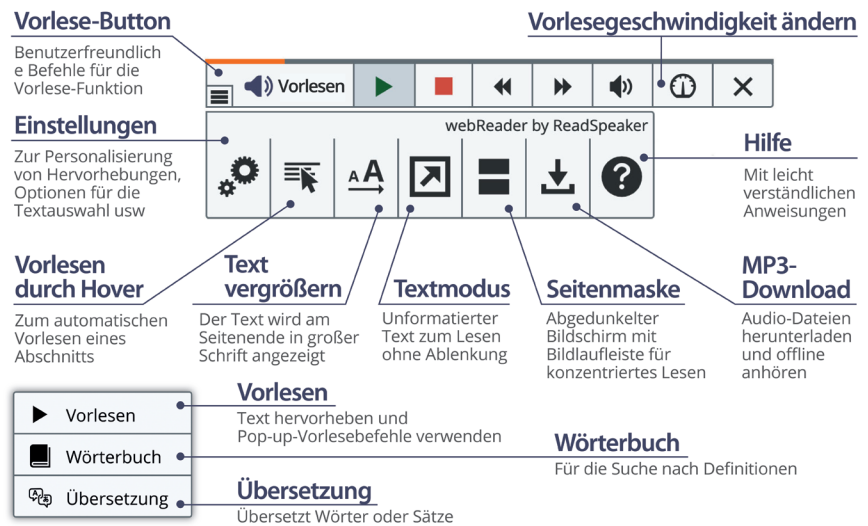 Vorlese-Button
Benutzerfreundlich
e Befehle für die
Vorlese-Funktion
Vorlesegeschwindigkeit ändern
Vorlesen
webReader by ReadSpeaker
Einstellungen
Zur Personalisierung
von Hervorhebungen,
Optionen für die
Textauswahl usw
A A
Hilfe
Mit leicht
verständlichen
Anweisungen
Vorlesen
durch Hover
Zum automatischen
Vorlesen eines
Abschnitts
Text
vergrößern
Der Text wird am
Seitenende in großer
Schrift angezeigt
Textmodus
Unformatierter
Text zum Lesen
ohne Ablenkung
Seitenmaske
Abgedunkelter
Bildschirm mit
Bildlaufleiste für
konzentriertes Lesen
MP3-
Download
Audio-Dateien
herunterladen
und offline
anhören
Vorlesen
Wörterbuch
Übersetzung
Vorlesen
Text hervorheben und
Pop-up-Vorlesebefehle verwenden
Wörterbuch
Für die Suche nach Definitionen
Übersetzung
Übersetzt Wörter oder Sätze